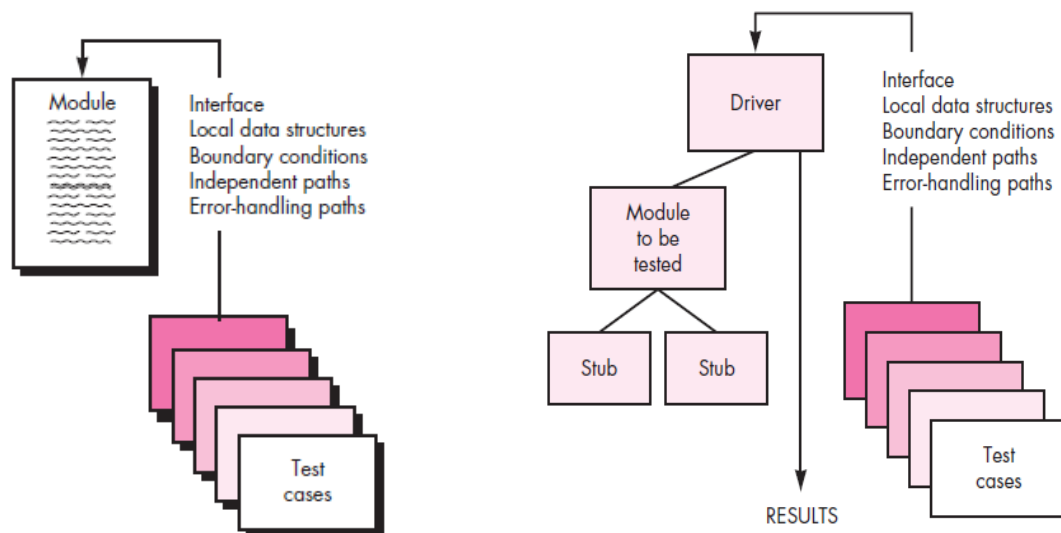 Module
Interface
Local data structures
Boundary conditions
Independent paths
Error-handling paths
Test
cases
Driver
Interface
Local data structures
Boundary conditions
Independent paths
Error-handling paths
Module
to be
tested
Stub
Stub
Test
cases
RESULTS